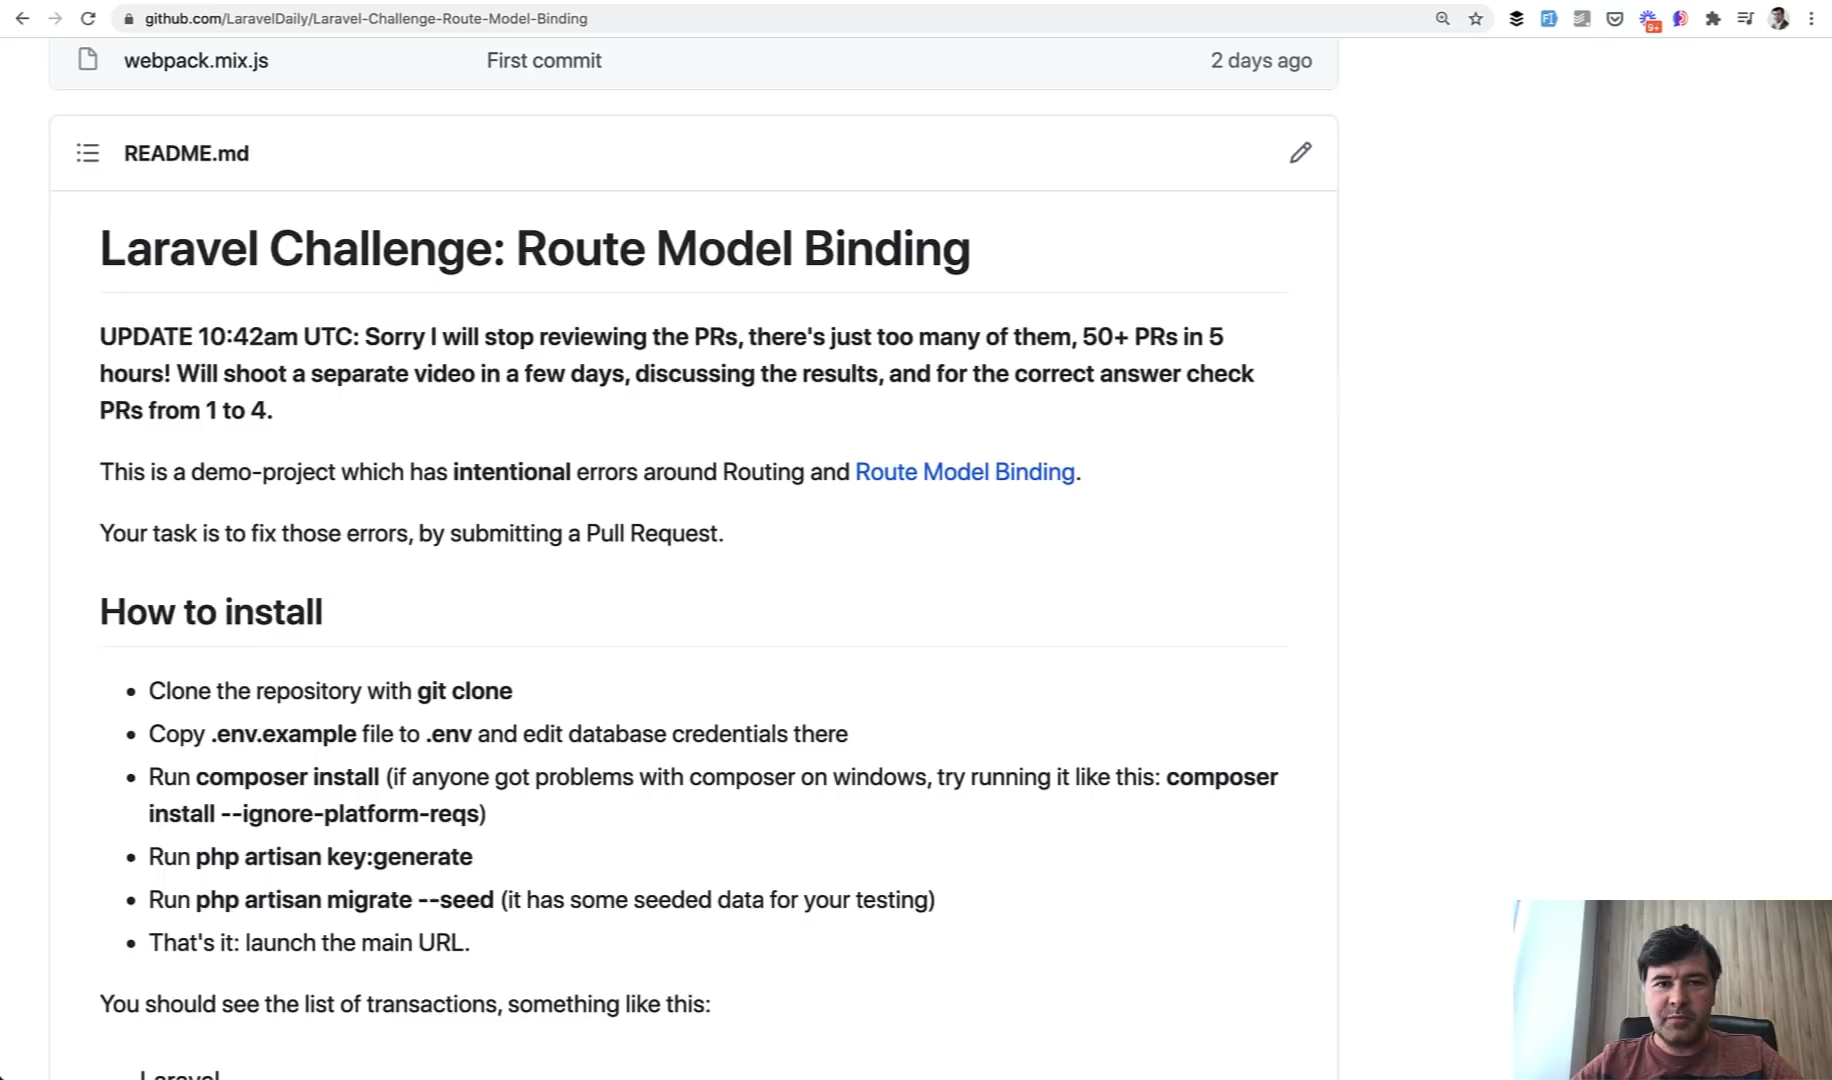 github.com/LaravelDaily/Laravel-Challenge-Route-Model-Binding
9+
webpack.mix.js First commit 2 days ago
README.md
Laravel Challenge: Route Model Binding
UPDATE 10:42am UTC: Sorry I will stop reviewing the PRs, there's just too many of them, 50+ PRs in 5
hours! Will shoot a separate video in a few days, discussing the results, and for the correct answer check
PRs from 1 to 4.
This is a demo-project which has intentional errors around Routing and Route Model Binding.
Your task is to fix those errors, by submitting a Pull Request.
How to install
• Clone the repository with git clone
• Copy .env.example file to .env and edit database credentials there
• Run composer install (if anyone got problems with composer on windows, try running it like this: composer
install --ignore-platform-reqs)
• Run php artisan key:generate
• Run php artisan migrate --seed (it has some seeded data for your testing)
• That's it: launch the main URL.
You should see the list of transactions, something like this:
Laravel